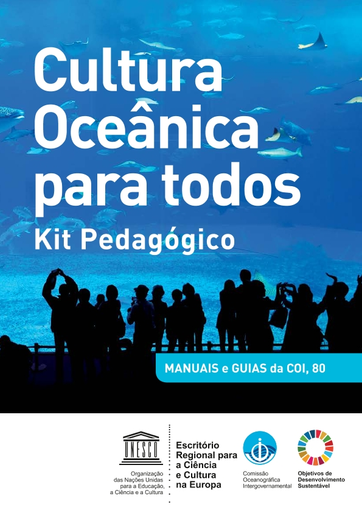 Cultura
Oceânica
para todos
Kit Pedagógico
MANUAIS e GUIAS da COI, 80
UNESCO
Organização
das Nações Unidas
para a Educação,
a Ciência e a Cultura
Escritório
Regional para
a Ciência
e Cultura
na Europa
Comissão
Oceanográfica
Intergovernamental
Objetivos de
Desenvolvimento
Sustentável